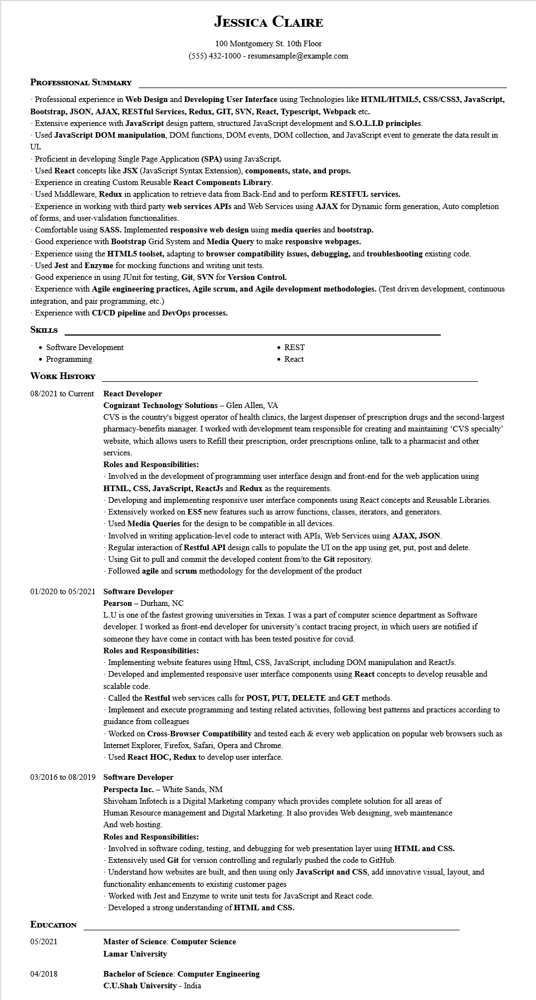 Jessica Claire
100 Montgomery St. 10th Floor
(555) 432-1000 - resumesample@example.com
Professional Summary
· Professional experience in Web Design and Developing User Interface using Technologies like HTML/HTML5, CSS/CSS3, JavaScript,
Bootstrap, JSON, AJAX, RESTful Services, Redux, GIT, SVN, React, Typescript, Webpack etc.
· Extensive experience with JavaScript design pattern, structured JavaScript development and S.O.L.I.D principles.
· Used JavaScript DOM manipulation, DOM functions, DOM events, DOM collection, and JavaScript event to generate the data result in
UI.
· Proficient in developing Single Page Application (SPA) using JavaScript.
· Used React concepts like JSX (JavaScript Syntax Extension), components, state, and props.
· Experience in creating Custom Reusable React Components Library.
· Used Middleware, Redux in application to retrieve data from Back-End and to perform RESTFUL services.
· Experience in working with third party web services APIs and Web Services using AJAX for Dynamic form generation, Auto completion
of forms, and user-validation functionalities.
· Comfortable using SASS. Implemented responsive web design using media queries and bootstrap.
· Good experience with Bootstrap Grid System and Media Query to make responsive webpages.
· Experience using the HTML5 toolset, adapting to browser compatibility issues, debugging, and troubleshooting existing code.
· Used Jest and Enzyme for mocking functions and writing unit tests.
· Good experience in using JUnit for testing, Git, SVN for Version Control.
· Experience with Agile engineering practices, Agile scrum, and Agile development methodologies. (Test driven development, continuous
integration, and pair programming, etc.)
· Experience with CI/CD pipeline and DevOps processes.
Skills
• Software Development
• Programming
• REST
• React
Work History
08/2021 to Current React Developer
Cognizant Technology Solutions – Glen Allen, VA
CVS is the country's biggest operator of health clinics, the largest dispenser of prescription drugs and the second-largest
pharmacy-benefits manager. I worked with development team responsible for creating and maintaining ‘CVS specialty’
website, which allows users to Refill their prescription, order prescriptions online, talk to a pharmacist and other
services.
Roles and Responsibilities:
· Involved in the development of programming user interface design and front-end for the web application using
HTML, CSS, JavaScript, ReactJs and Redux as the requirements.
· Developing and implementing responsive user interface components using React concepts and Reusable Libraries.
· Extensively worked on ES5 new features such as arrow functions, classes, iterators, and generators.
· Used Media Queries for the design to be compatible in all devices.
· Involved in writing application-level code to interact with APIs, Web Services using AJAX, JSON.
· Regular interaction of Restful API design calls to populate the UI on the app using get, put, post and delete.
· Using Git to pull and commit the developed content from/to the Git repository.
· Followed agile and scrum methodology for the development of the product
01/2020 to 05/2021 Software Developer
Pearson – Durham, NC
L.U is one of the fastest growing universities in Texas. I was a part of computer science department as Software
developer. I worked as front-end developer for university’s contact tracing project, in which users are notified if
someone they have come in contact with has been tested positive for covid.
Roles and Responsibilities:
· Implementing website features using Html, CSS, JavaScript, including DOM manipulation and ReactJs.
· Developed and implemented responsive user interface components using React concepts to develop reusable and
scalable code.
· Called the Restful web services calls for POST, PUT, DELETE and GET methods.
· Implement and execute programming and testing related activities, following best patterns and practices according to
guidance from colleagues
· Worked on Cross-Browser Compatibility and tested each & every web application on popular web browsers such as
Internet Explorer, Firefox, Safari, Opera and Chrome.
· Used React HOC, Redux to develop user interface.
03/2016 to 08/2019 Software Developer
Perspecta Inc. – White Sands, NM
Shivoham Infotech is a Digital Marketing company which provides complete solution for all areas of
Human Resource management and Digital Marketing. It also provides Web designing, web maintenance
And web hosting.
Roles and Responsibilities:
· Involved in software coding, testing, and debugging for web presentation layer using HTML and CSS.
· Extensively used Git for version controlling and regularly pushed the code to GitHub.
· Understand how websites are built, and then using only JavaScript and CSS, add innovative visual, layout, and
functionality enhancements to existing customer pages
· Worked with Jest and Enzyme to write unit tests for JavaScript and React code.
· Developed a strong understanding of HTML and CSS.
Education
05/2021 Master of Science: Computer Science
Lamar University
04/2018 Bachelor of Science: Computer Engineering
C.U.Shah University - India